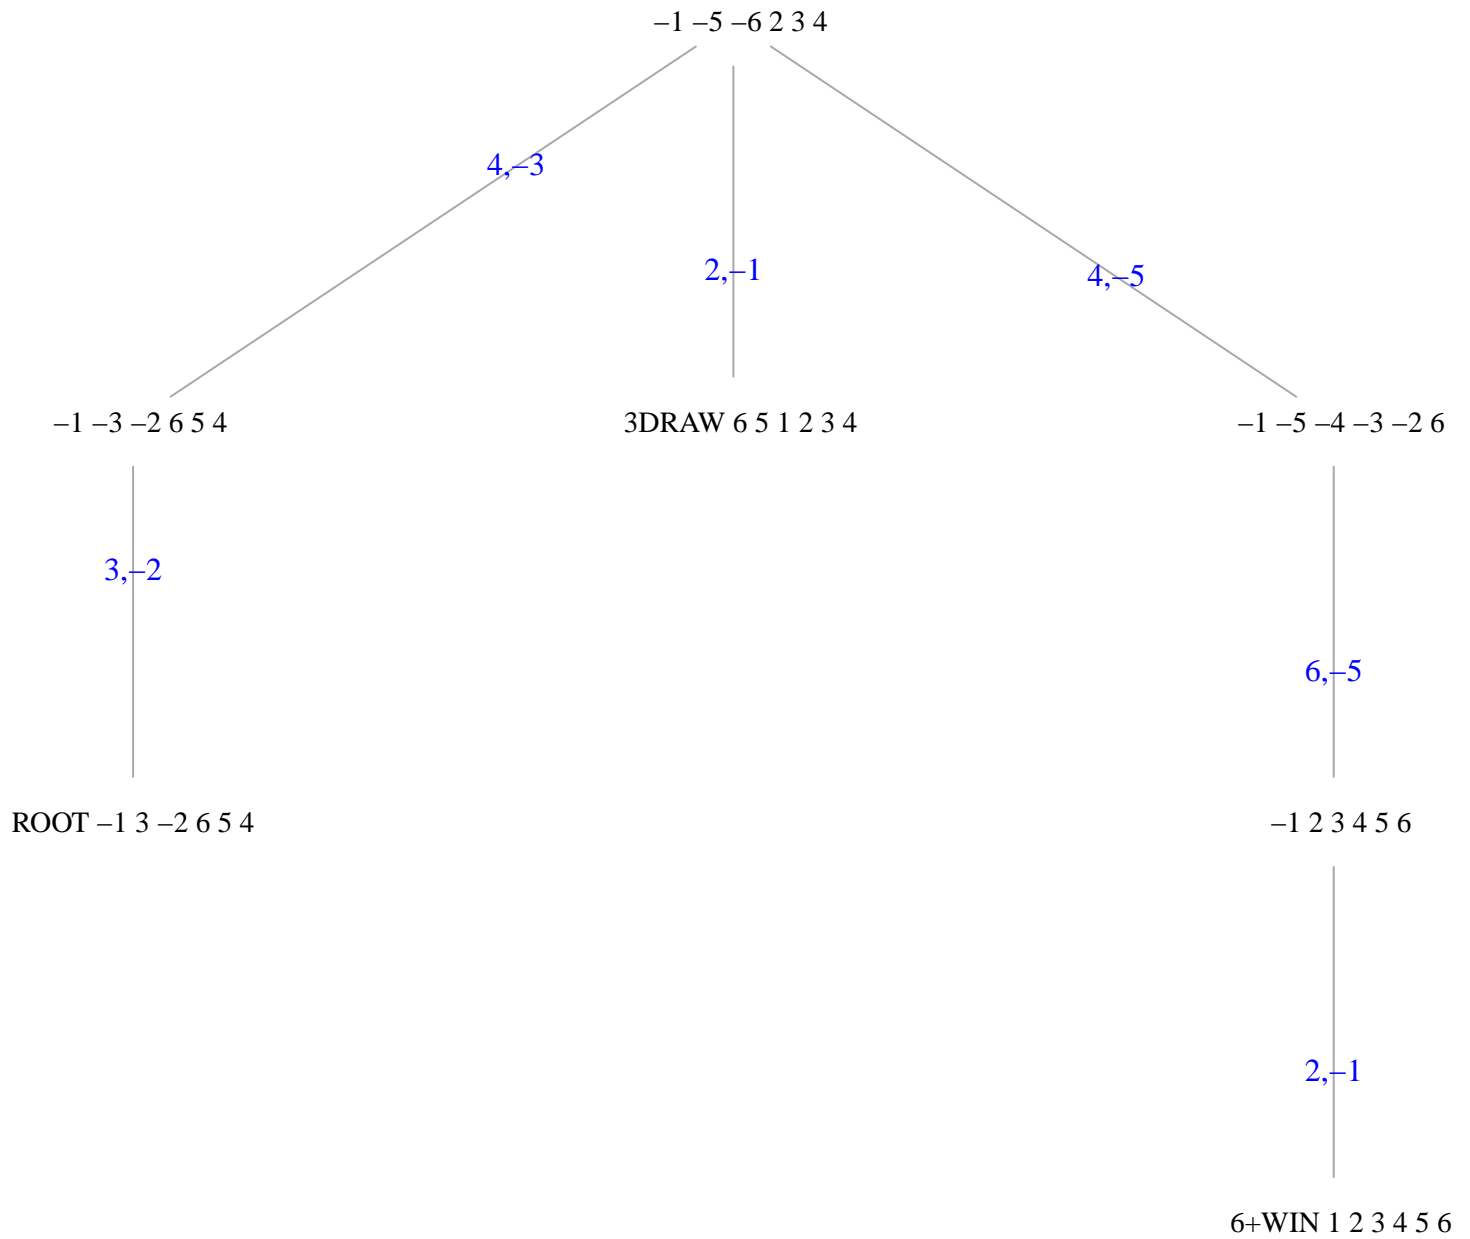 –1 –5 –6 2 3 4
4,–3
2,–1
4,–5
–1 –3 –2 6 5 4
3DRAW 6 5 1 2 3 4
–1 –5 –4 –3 –2 6
3,–2
6,–5
ROOT –1 3 –2 6 5 4
–1 2 3 4 5 6
2,–1
6+WIN 1 2 3 4 5 6